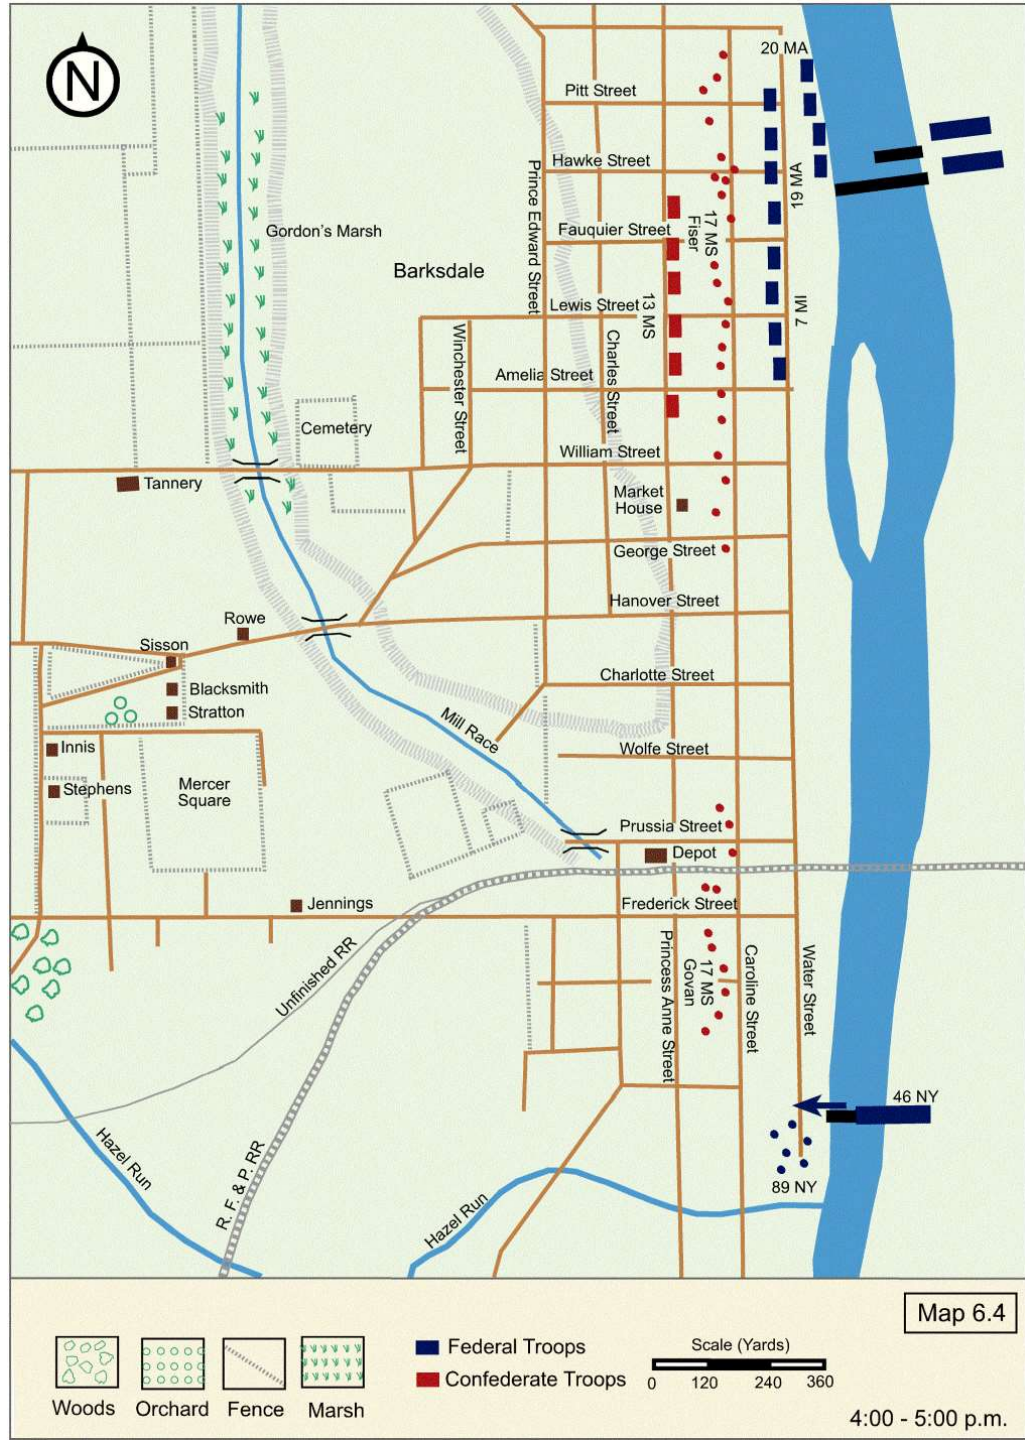 N
20 MA
Pitt Street
Hawke Street
Prince Edward Street
19 MA
Gordon's Marsh
Fauquier Street
17 MS
Fiser
Barksdale
Lewis Street
13 MS
7 MI
Winchester Street
Charles Street
Amelia Street
Cemetery
William Street
Tannery
Market
House
George Street
Hanover Street
Rowe
Sisson
Charlotte Street
Blacksmith
Stratton
Mill Race
Innis
Wolfe Street
Stephens
Mercer
Square
Prussia Street
Depot
Jennings
Frederick Street
Unfinished RR
Princess Anne Street
17 MS
Govan
Caroline Street
Water Street
46 NY
Hazel Run
R. F. & P. RR
Hazel Run
89 NY
Map 6.4
Federal Troops
Scale (Yards)
Confederate Troops
0 120 240 360
Woods Orchard Fence Marsh
4:00 - 5:00 p.m.